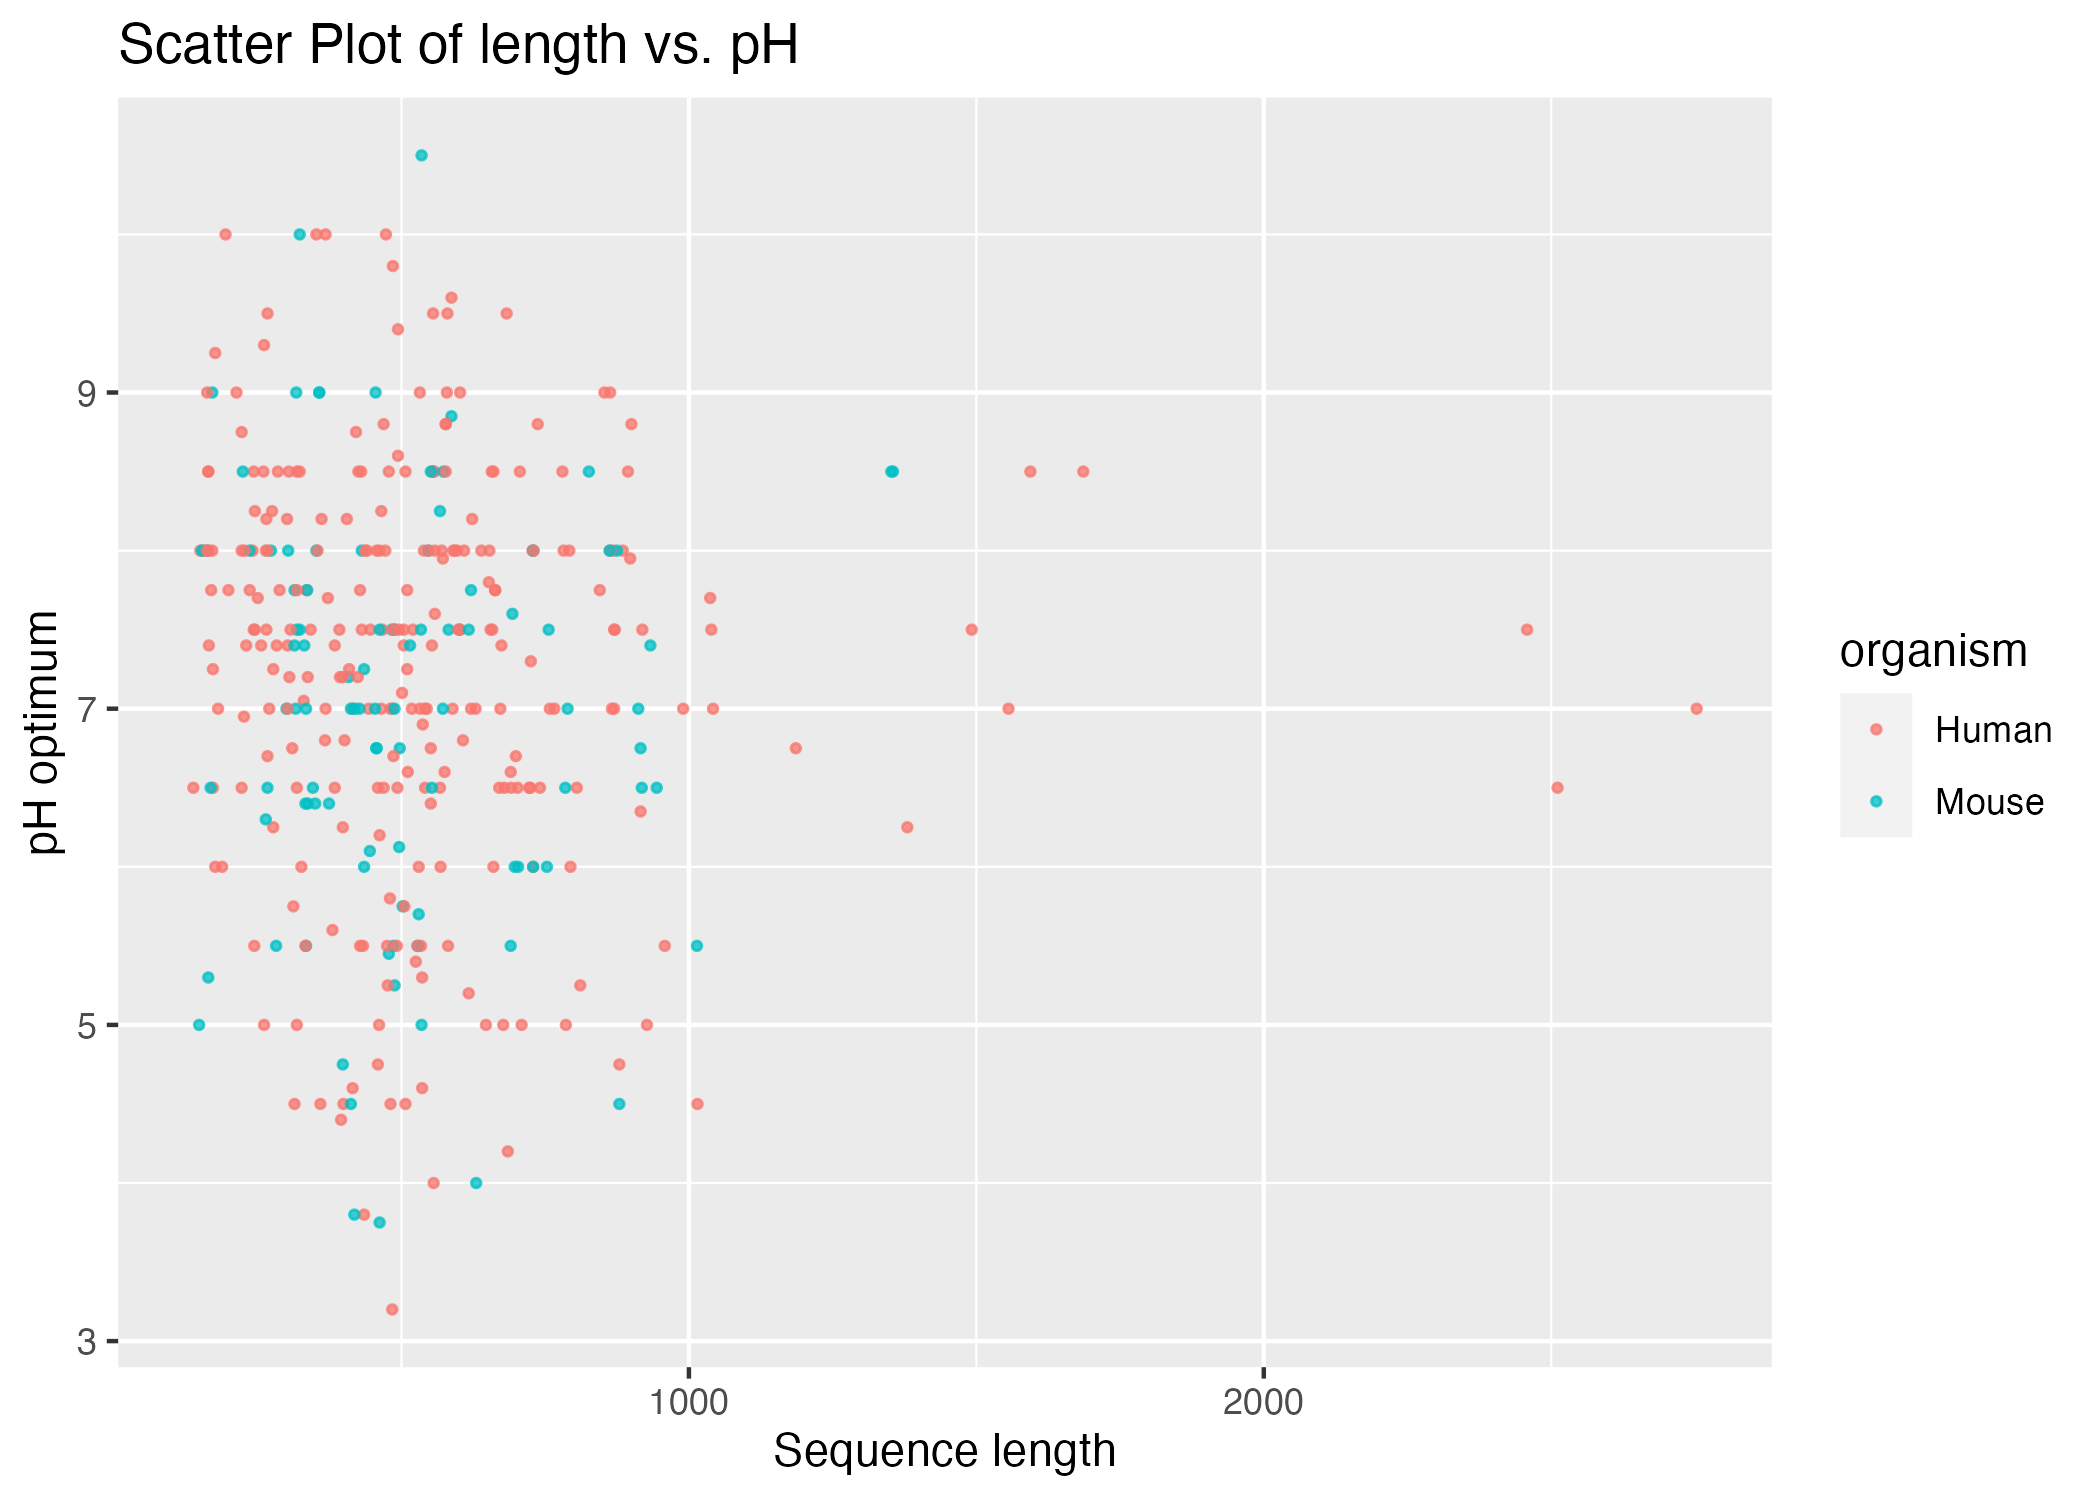 Scatter Plot of length vs. pH
9
7
5
3
pH optimum
1000
2000
Sequence length
organism
Human
Mouse